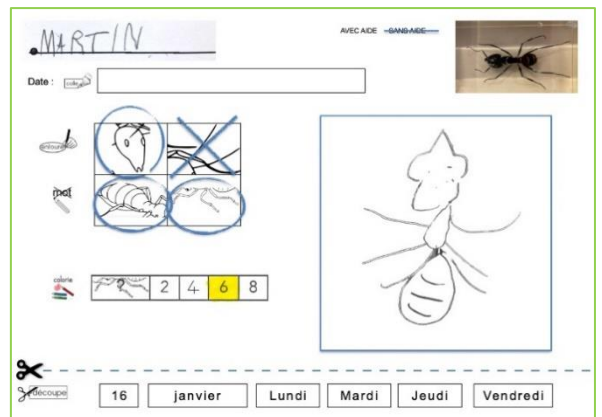 MARTIN
AVEC AIDE SANS AIDE
Date : colle
entoure
mot
colorie
? 2 4 6 8
découpe
16 janvier Lundi Mardi Jeudi Vendredi